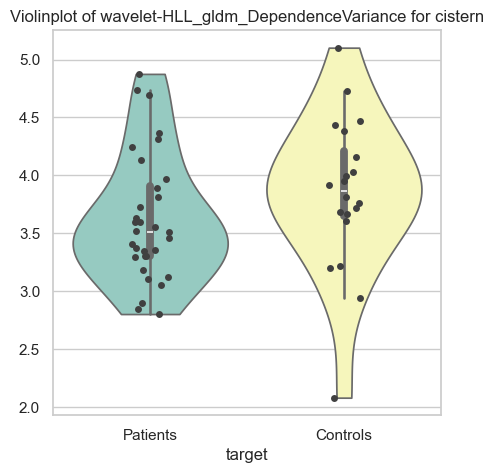 Violinplot of wavelet-HLL_gldm_DependenceVariance for cistern
5.0
4.5
4.0
3.5
3.0
2.5
2.0
Patients
Controls
target